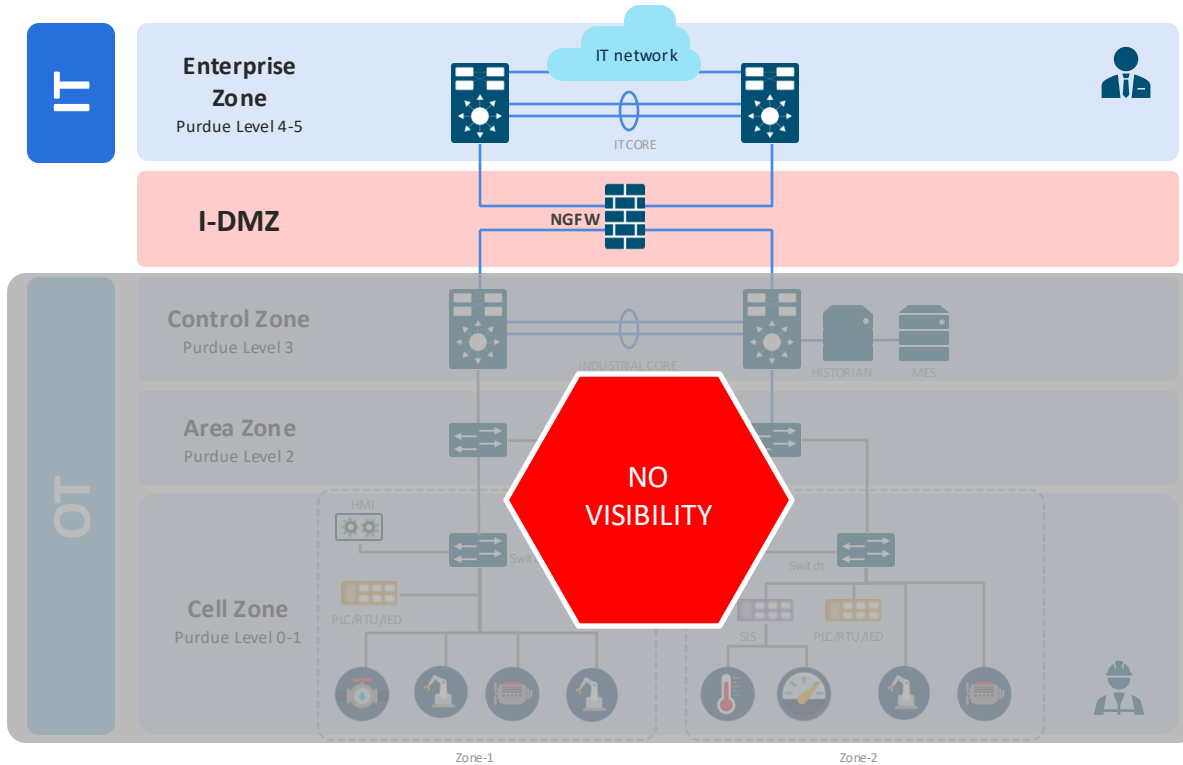 IT
Enterprise
Zone
Purdue Level 4-5
IT network
IT CORE
I-DMZ
NGFW
OT
Control Zone
Purdue Level 3
INDUSTRIAL CORE
HISTORIAN
MES
Area Zone
Purdue Level 2
NO
VISIBILITY
HMI
Switch
Switch
Cell Zone
Purdue Level 0-1
PLC/RTU/IED
SIS
PLC/RTU/IED
Zone-1
Zone-2